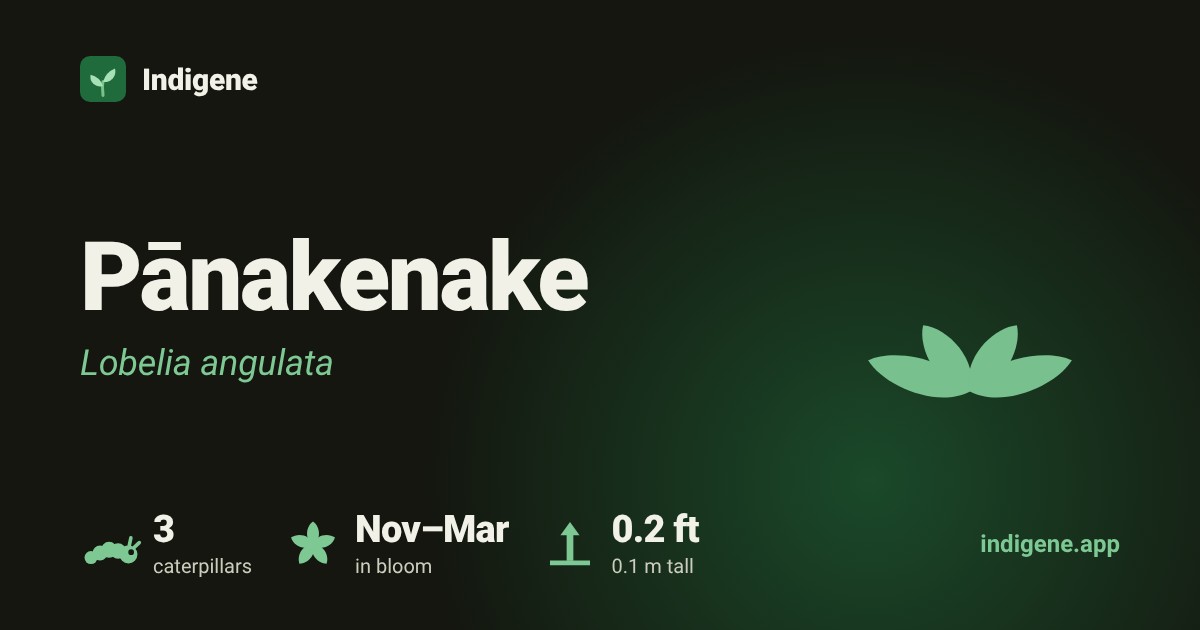 Indigene
Pānakenake
Lobelia angulata
3
caterpillars
Nov–Mar
in bloom
0.2 ft
0.1 m tall
indigene.app